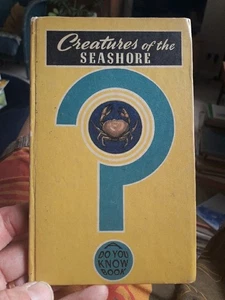 Creatures of the
SEASHORE
DO YOU
KNOW
BOOK